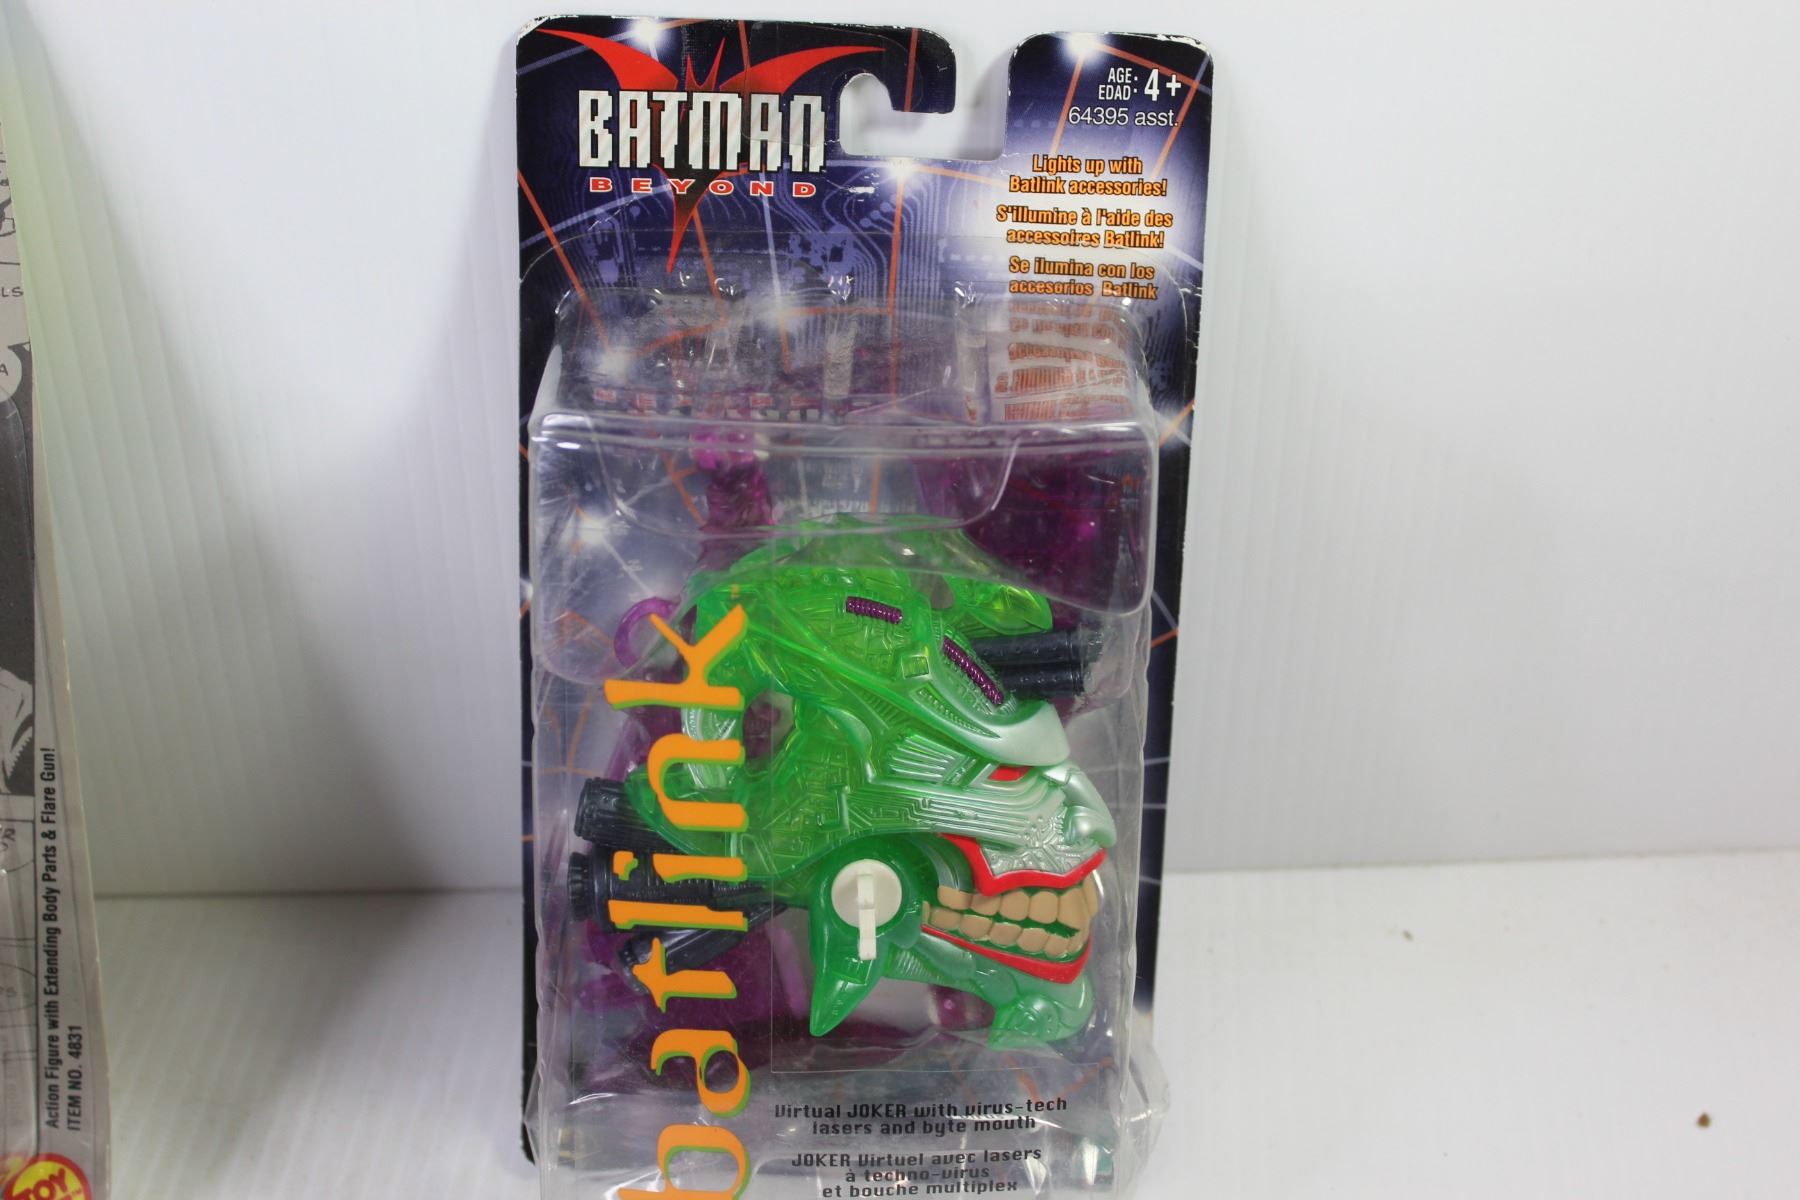 BATMAN
BEYOND
AGE:
EDAD: 4+
64395 asst.
Lights up with
Batlink accessories!
S'illumine à l'aide des
accessoires Batlink!
Se ilumina con los
accesorios Batlink
batlink
Virtual JOKER with virus-tech
lasers and byte mouth
JOKER Virtuel avec lasers
à techno-virus
et bouche multiplex
Action Figure with Extending Body Parts & Flare Gun!
ITEM NO. 4831
TOY
LS
A